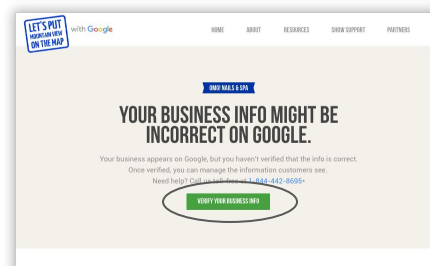 LET'S PUT
MOUNTAIN VIEW
ON THE MAP
with Google
HOME ABOUT RESOURCES SHOW SUPPORT PARTNERS
OMG! NAILS & SPA
YOUR BUSINESS INFO MIGHT BE
INCORRECT ON GOOGLE.
Your business appears on Google, but you haven't verified that the info is correct.
Once verified, you can manage the information customers see.
Need help? Call us toll-free at 1-844-442-8695*
VERIFY YOUR BUSINESS INFO